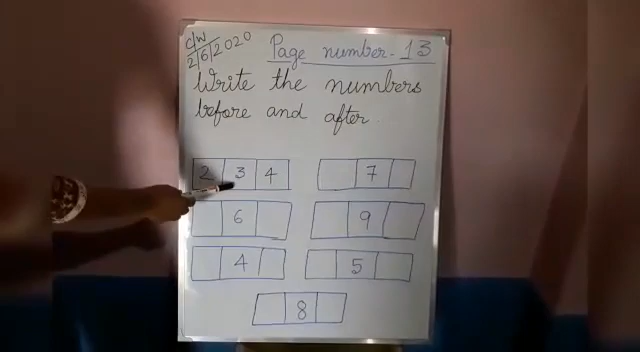 C/W
2/6/2020
Page number-13
Write the numbers
before and after.
2 3 4
7
6
9
4
5
8